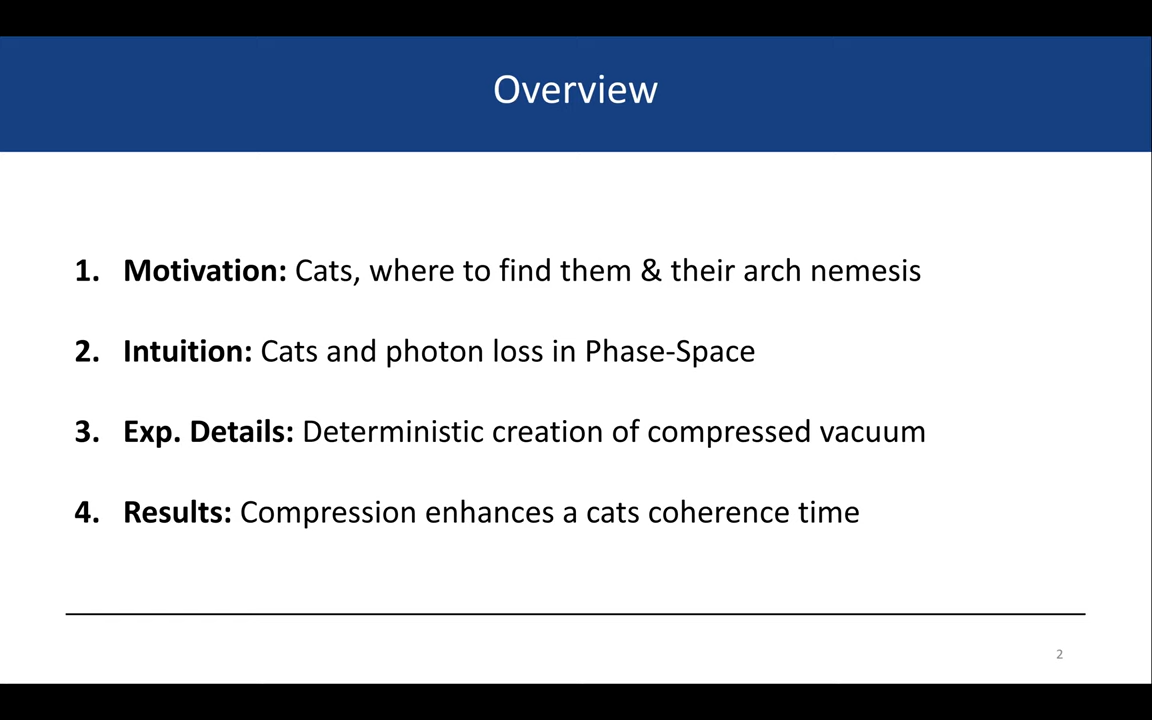 Overview
1. Motivation: Cats, where to find them & their arch nemesis
2. Intuition: Cats and photon loss in Phase-Space
3. Exp. Details: Deterministic creation of compressed vacuum
4. Results: Compression enhances a cats coherence time
2